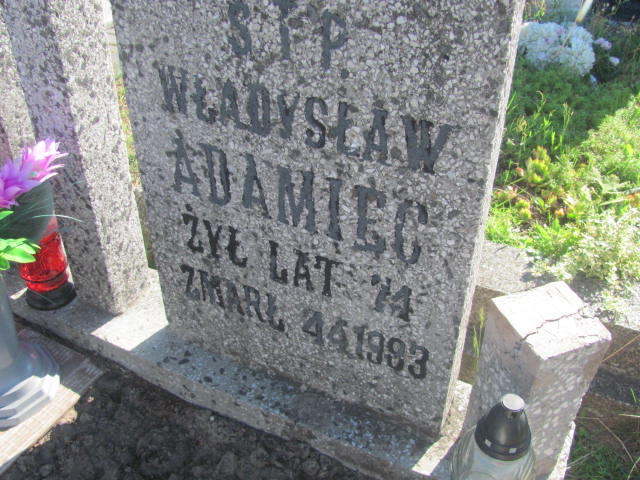 Ś T P
WŁADYSŁAW
ADAMIEC
ŻYŁ LAT 74
ZMARŁ 4.4.1993